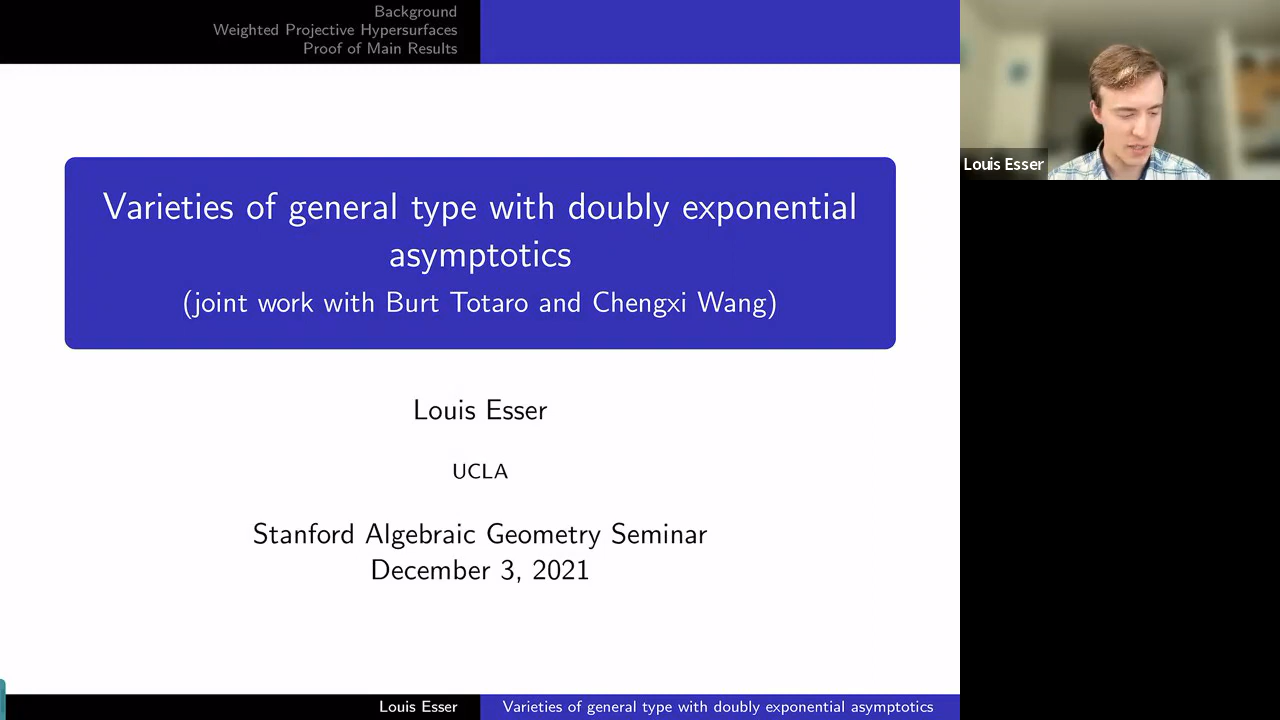 Background
Weighted Projective Hypersurfaces
Proof of Main Results
Varieties of general type with doubly exponential
asymptotics
(joint work with Burt Totaro and Chengxi Wang)
Louis Esser
UCLA
Stanford Algebraic Geometry Seminar
December 3, 2021
Louis Esser
Varieties of general type with doubly exponential asymptotics
Louis Esser